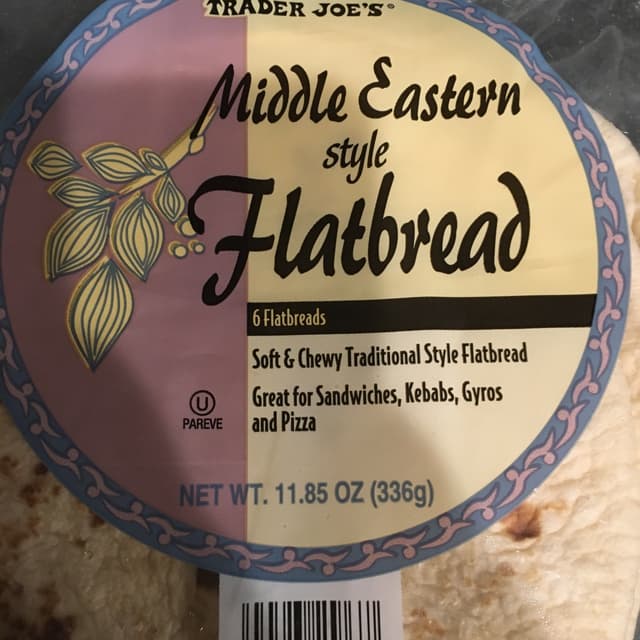 TRADER JOE'S®
Middle Eastern
style
Flatbread
6 Flatbreads
Soft & Chewy Traditional Style Flatbread
Great for Sandwiches, Kebabs, Gyros
and Pizza
U
PAREVE
NET WT. 11.85 OZ (336g)